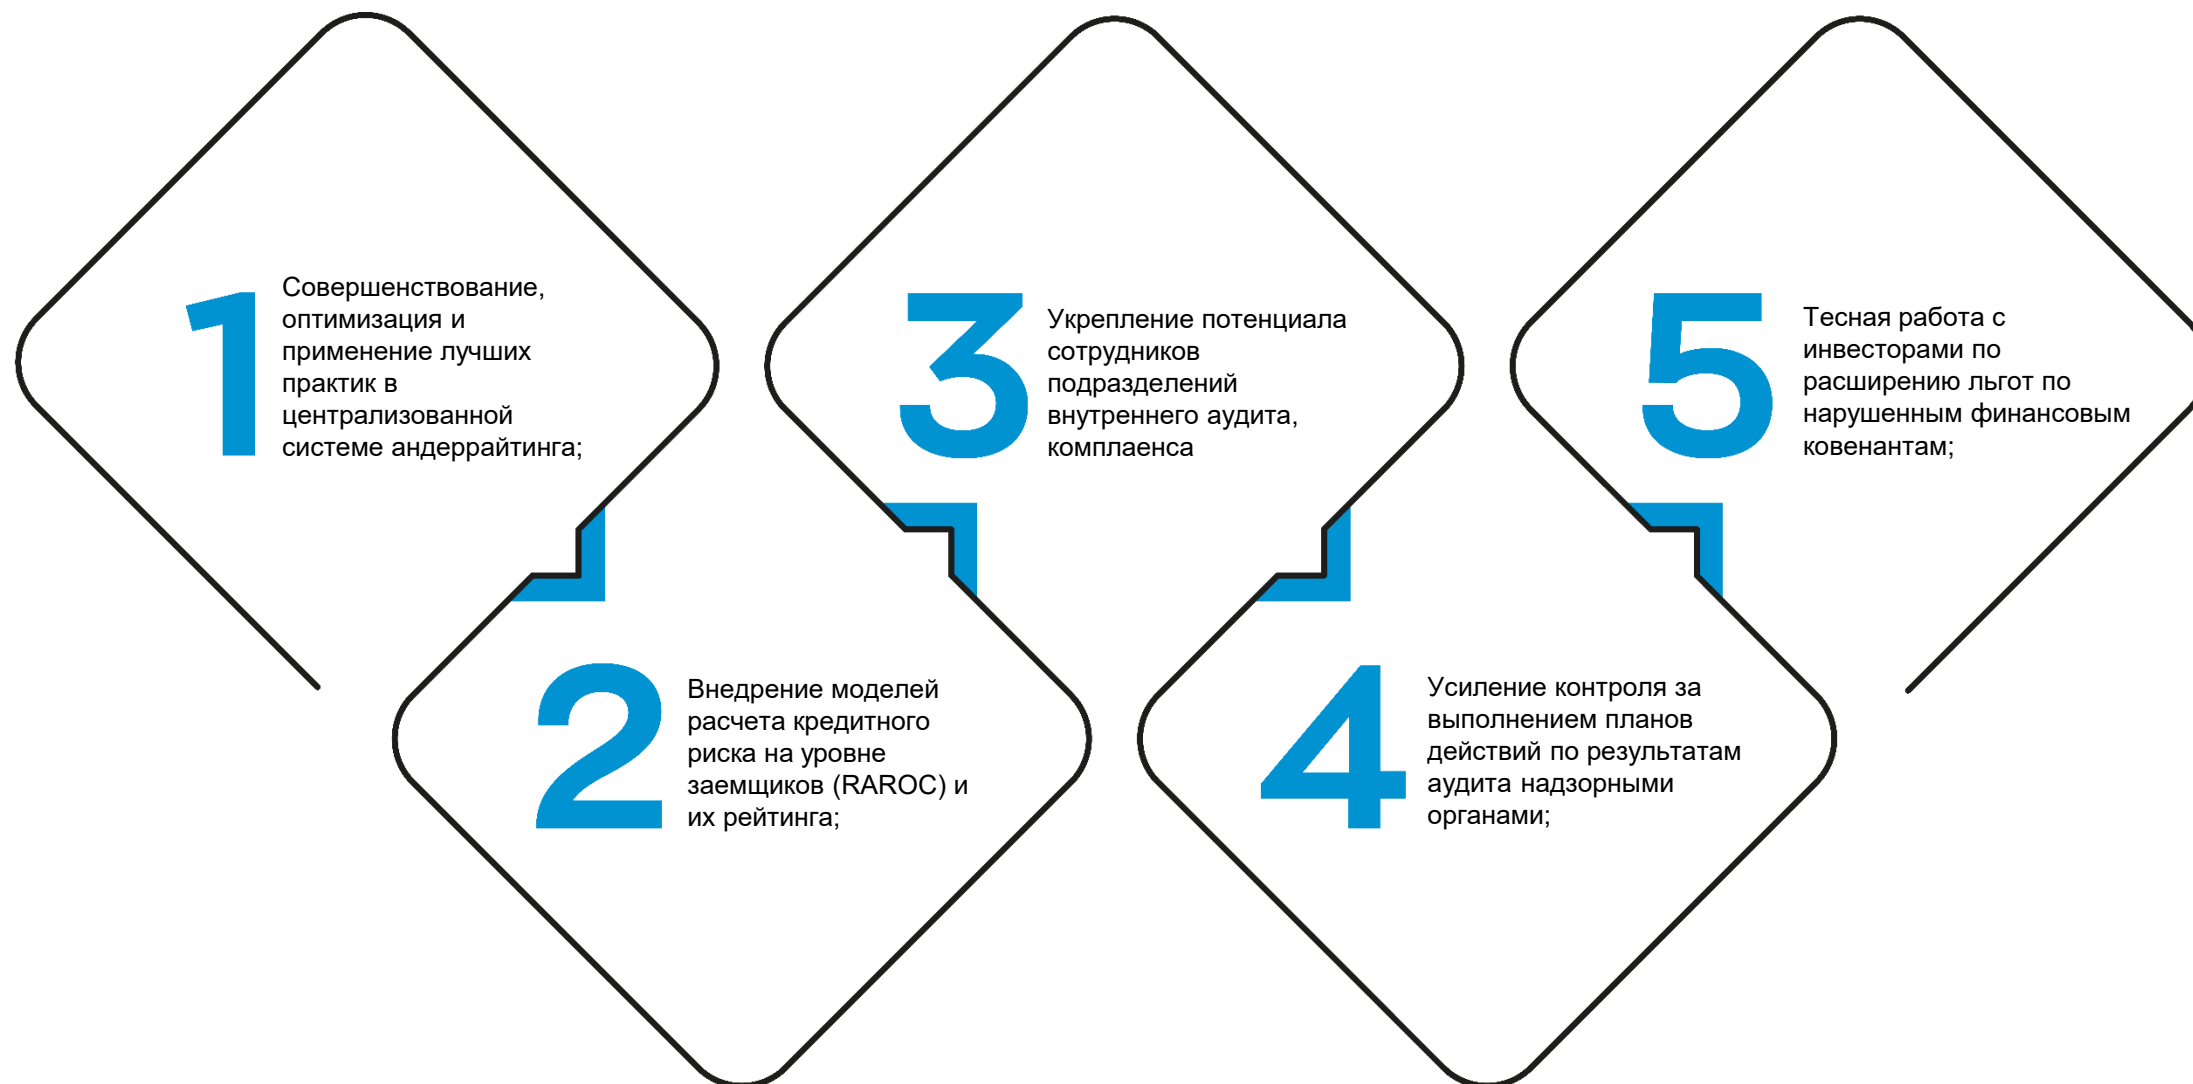 1
Совершенствование,
оптимизация и
применение лучших
практик в
централизованной
системе андеррайтинга;
2
Внедрение моделей
расчета кредитного
риска на уровне
заемщиков (RAROC) и
их рейтинга;
3
Укрепление потенциала
сотрудников
подразделений
внутреннего аудита,
комплаенса
4
Усиление контроля за
выполнением планов
действий по результатам
аудита надзорными
органами;
5
Тесная работа с
инвесторами по
расширению льгот по
нарушенным финансовым
ковенантам;